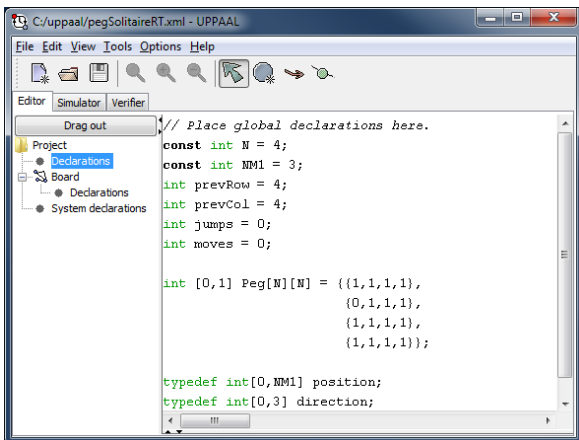 C:/uppaal/pegSolitaireRT.xml - UPPAAL
File Edit View Tools Options Help
Editor Simulator Verifier
Drag out
Project
Declarations
Board
Declarations
System declarations
// Place global declarations here.
const int N = 4;
const int NM1 = 3;
int prevRow = 4;
int prevCol = 4;
int jumps = 0;
int moves = 0;
int [0,1] Peg[N][N] = {{1,1,1,1},
{0,1,1,1},
{1,1,1,1},
{1,1,1,1}};
typedef int[0,NM1] position;
typedef int[0,3] direction;